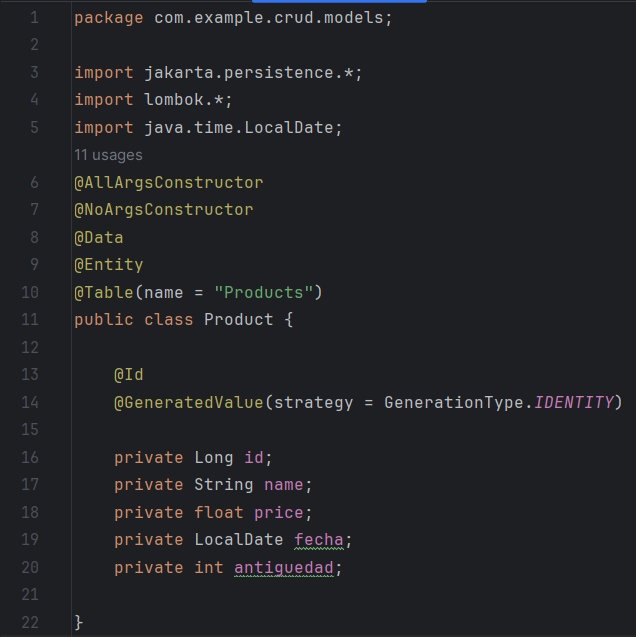 1 package com.example.crud.models;
2
3 import jakarta.persistence.*;
4 import lombok.*;
5 import java.time.LocalDate;
11 usages
6 @AllArgsConstructor
7 @NoArgsConstructor
8 @Data
9 @Entity
10 @Table(name = "Products")
11 public class Product {
12
13 @Id
14 @GeneratedValue(strategy = GenerationType.IDENTITY)
15
16 private Long id;
17 private String name;
18 private float price;
19 private LocalDate fecha;
20 private int antiguedad;
21
22 }